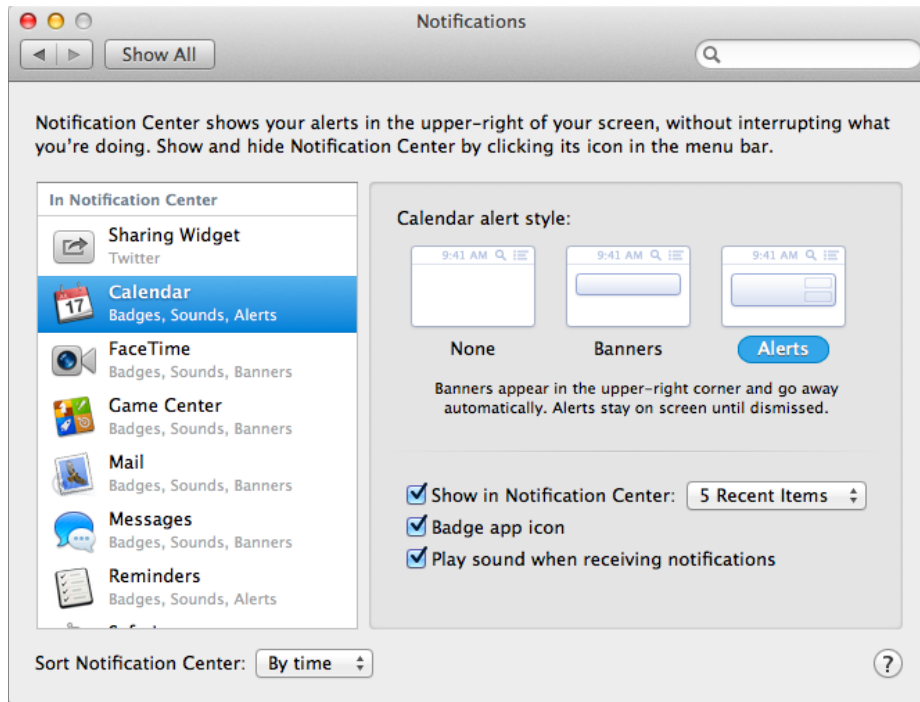 Notifications
Show All
Notification Center shows your alerts in the upper-right of your screen, without interrupting what
you're doing. Show and hide Notification Center by clicking its icon in the menu bar.
In Notification Center
Sharing Widget
Twitter
17
Calendar
Badges, Sounds, Alerts
FaceTime
Badges, Sounds, Banners
Game Center
Badges, Sounds, Banners
Mail
Badges, Sounds, Banners
Messages
Badges, Sounds, Banners
Reminders
Badges, Sounds, Alerts
Calendar alert style:
9:41 AM
9:41 AM
9:41 AM
None
Banners
Alerts
Banners appear in the upper-right corner and go away
automatically. Alerts stay on screen until dismissed.
Show in Notification Center: 5 Recent Items
Badge app icon
Play sound when receiving notifications
Sort Notification Center: By time
?